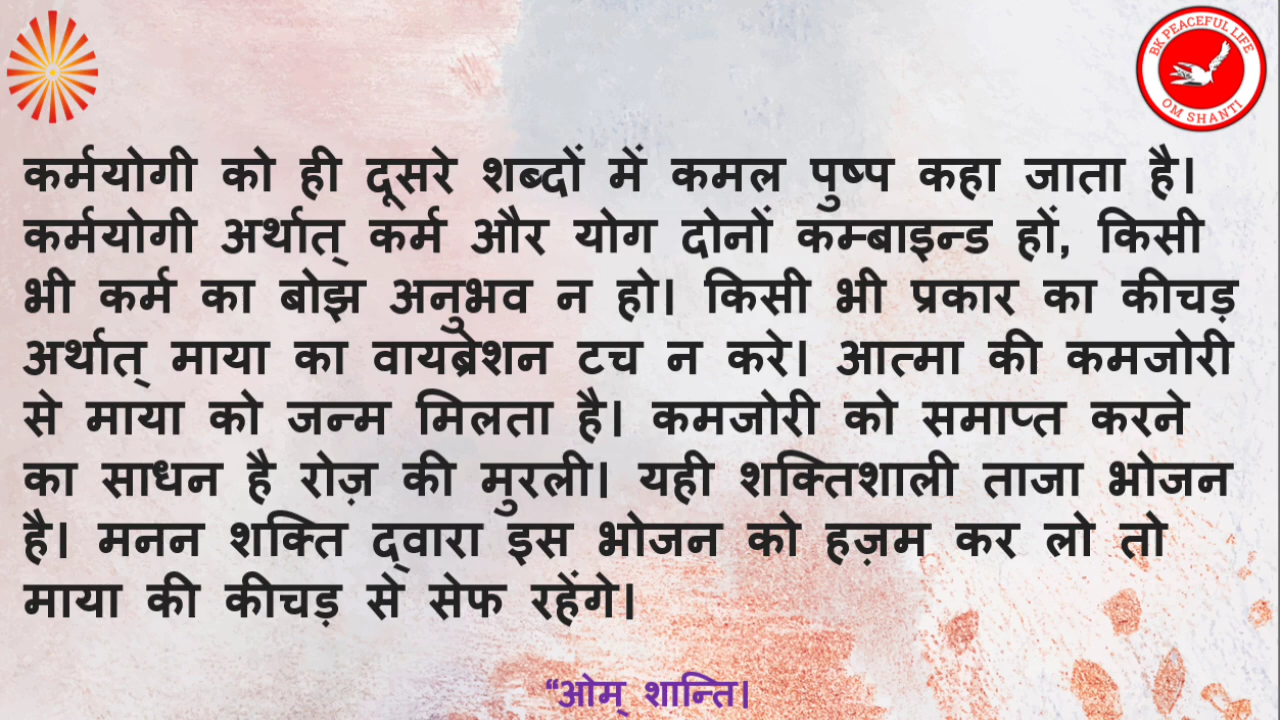 BK PEACEFUL LIFE
OM SHANTI
कर्मयोगी को ही दूसरे शब्दों में कमल पुष्प कहा जाता है।
कर्मयोगी अर्थात् कर्म और योग दोनों कम्बाइन्ड हों, किसी
भी कर्म का बोझ अनुभव न हो। किसी भी प्रकार का कीचड़
अर्थात् माया का वायब्रेशन टच न करे। आत्मा की कमजोरी
से माया को जन्म मिलता है। कमजोरी को समाप्त करने
का साधन है रोज़ की मुरली। यही शक्तिशाली ताजा भोजन
है। मनन शक्ति द्वारा इस भोजन को हज़म कर लो तो
माया की कीचड़ से सेफ रहेंगे।
“ओम् शान्ति।